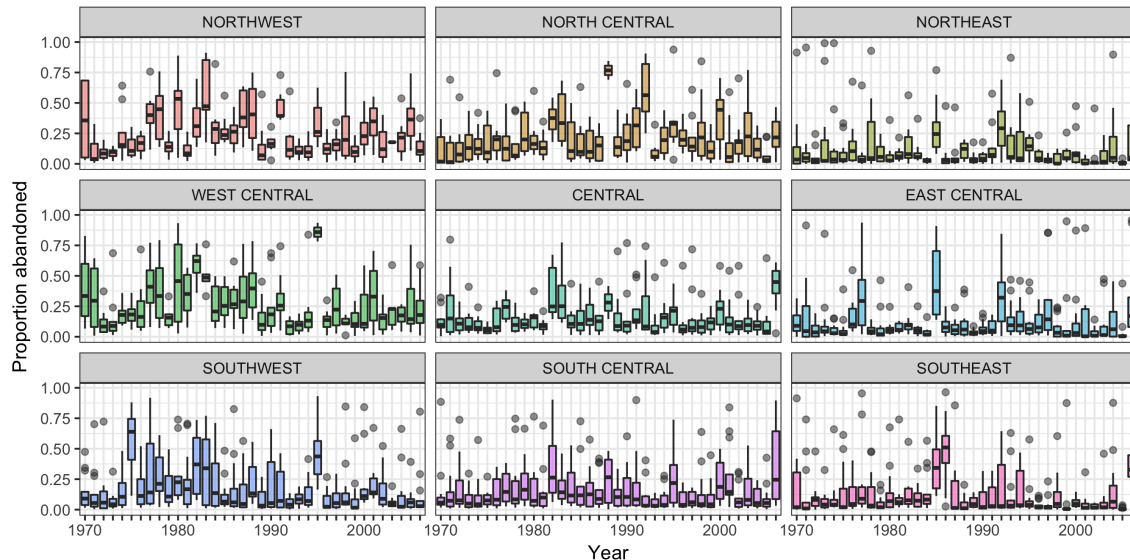 NORTHWEST NORTH CENTRAL NORTHEAST
1.00
0.75
0.50
0.25
0.00
WEST CENTRAL CENTRAL EAST CENTRAL
1.00
0.75
0.50
0.25
0.00
SOUTHWEST SOUTH CENTRAL SOUTHEAST
1.00
0.75
0.50
0.25
0.00
1970 1980 1990 2000 1970 1980 1990 2000 1970 1980 1990 2000
Year
Proportion abandoned